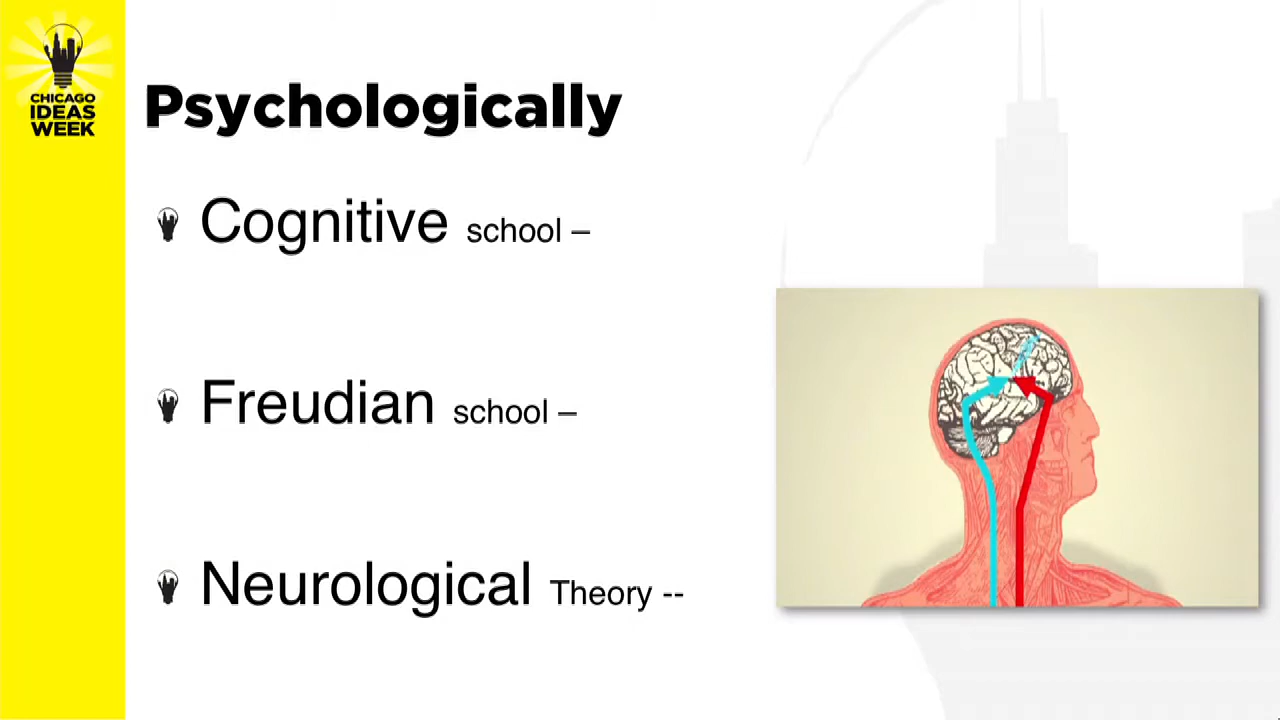 CHICAGO
IDEAS
WEEK
Psychologically
Cognitive school –
Freudian school –
Neurological Theory --